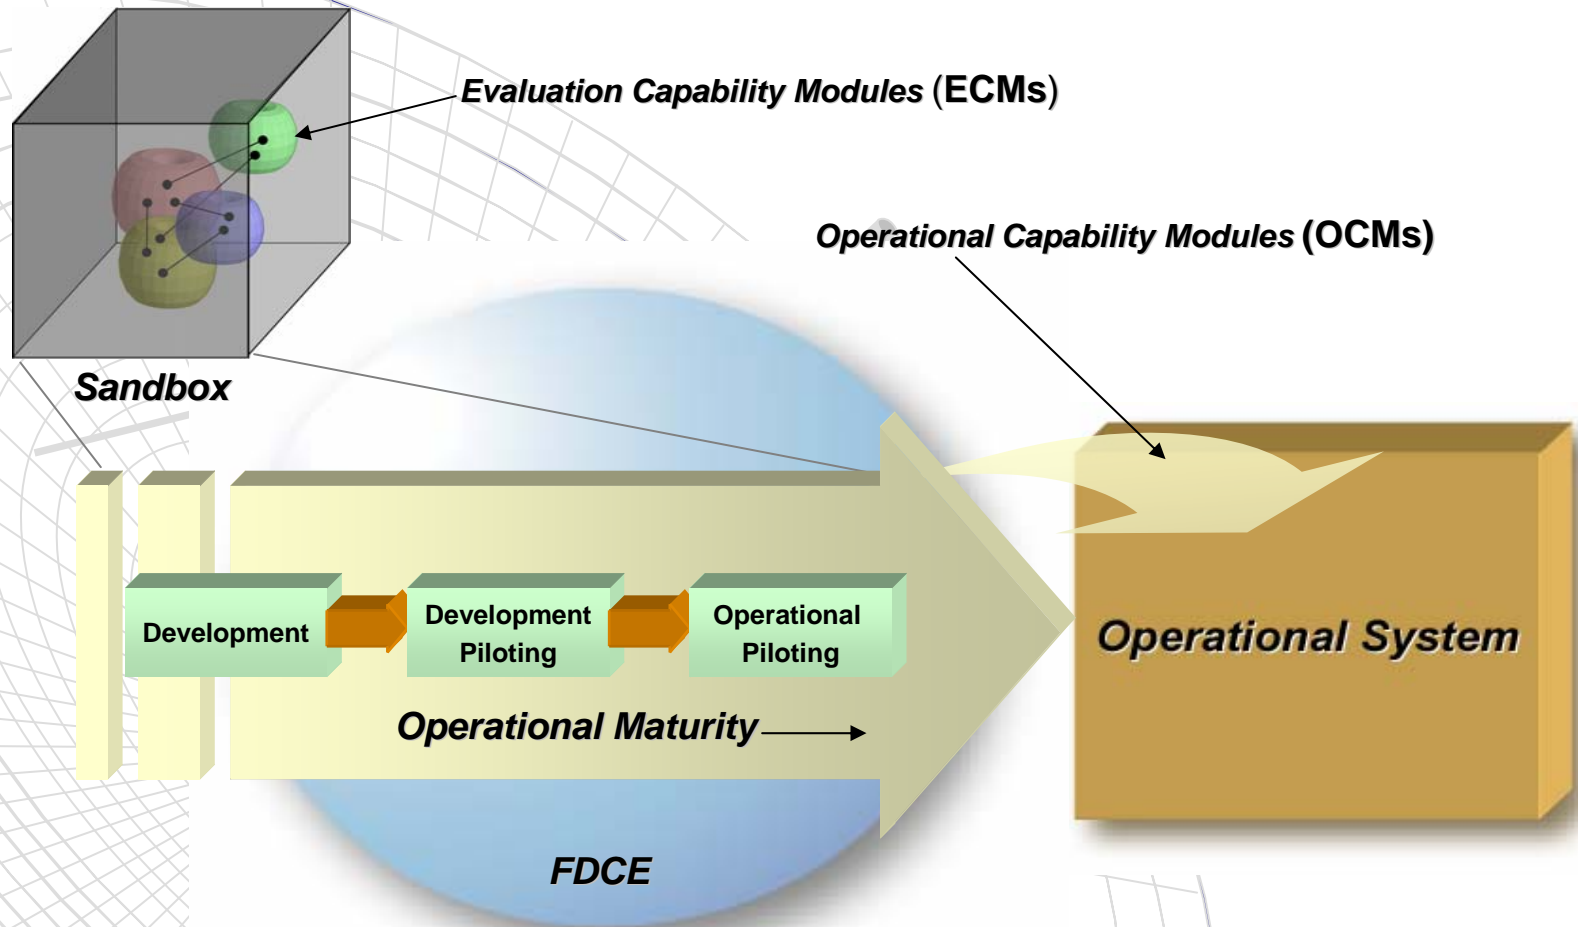 Evaluation Capability Modules (ECMs)
Operational Capability Modules (OCMs)
Sandbox
Development
Development
Piloting
Operational
Piloting
Operational System
Operational Maturity
FDCE